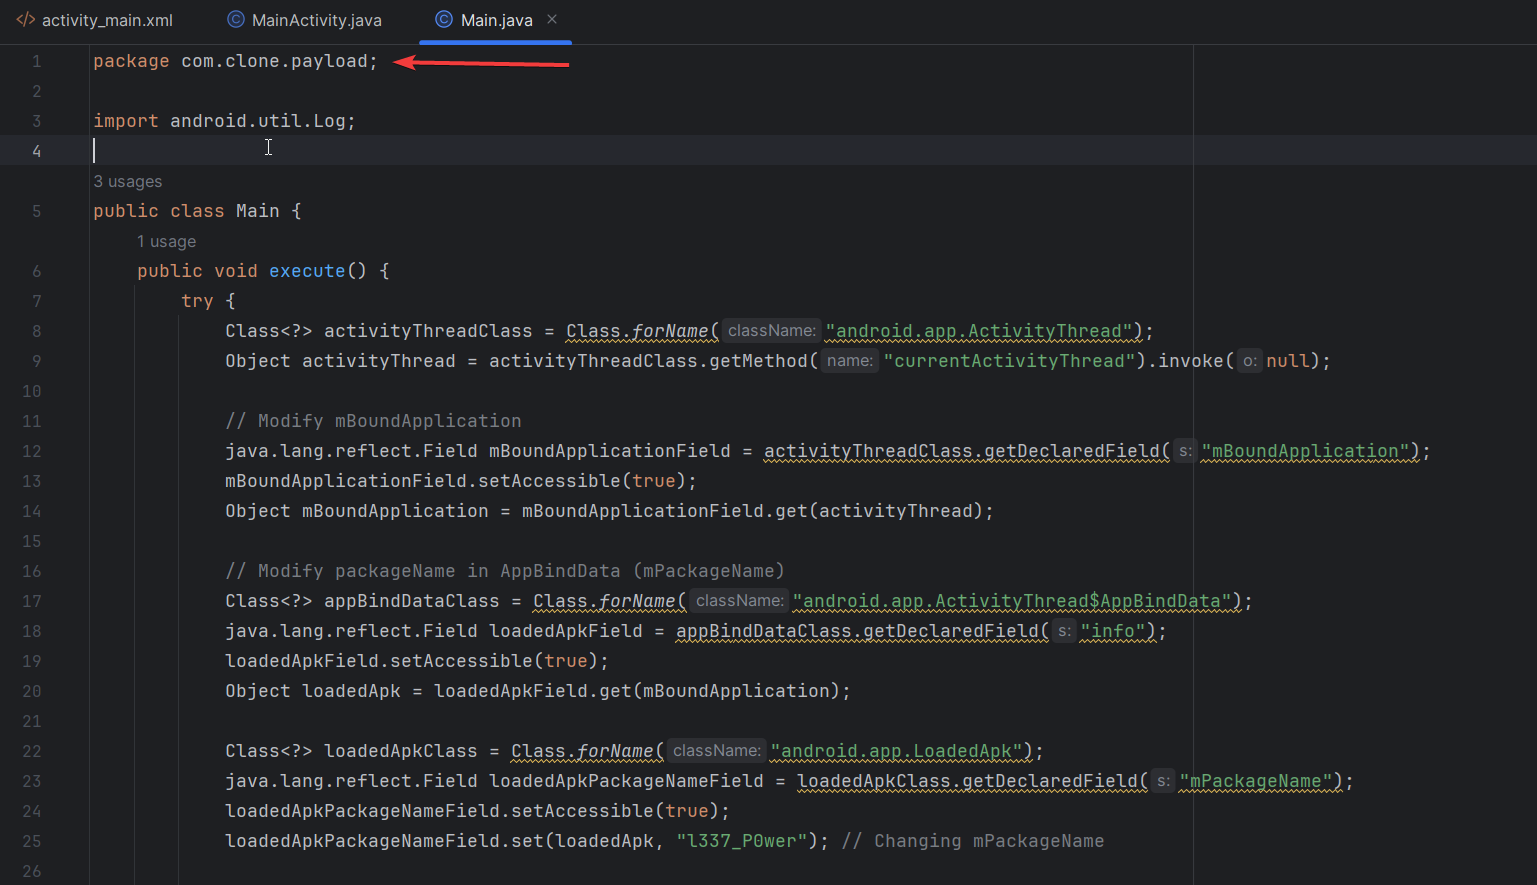 activity_main.xml MainActivity.java Main.java
1 package com.clone.payload;
2
3 import android.util.Log;
4
3 usages
5 public class Main {
1 usage
6 public void execute() {
7 try {
8 Class<?> activityThreadClass = Class.forName( className: "android.app.ActivityThread");
9 Object activityThread = activityThreadClass.getMethod( name: "currentActivityThread").invoke( o: null);
10
11 // Modify mBoundApplication
12 java.lang.reflect.Field mBoundApplicationField = activityThreadClass.getDeclaredField( s: "mBoundApplication");
13 mBoundApplicationField.setAccessible(true);
14 Object mBoundApplication = mBoundApplicationField.get(activityThread);
15
16 // Modify packageName in AppBindData (mPackageName)
17 Class<?> appBindDataClass = Class.forName( className: "android.app.ActivityThread$AppBindData");
18 java.lang.reflect.Field loadedApkField = appBindDataClass.getDeclaredField( s: "info");
19 loadedApkField.setAccessible(true);
20 Object loadedApk = loadedApkField.get(mBoundApplication);
21
22 Class<?> loadedApkClass = Class.forName( className: "android.app.LoadedApk");
23 java.lang.reflect.Field loadedApkPackageNameField = loadedApkClass.getDeclaredField( s: "mPackageName");
24 loadedApkPackageNameField.setAccessible(true);
25 loadedApkPackageNameField.set(loadedApk, "l337_P0wer"); // Changing mPackageName
26